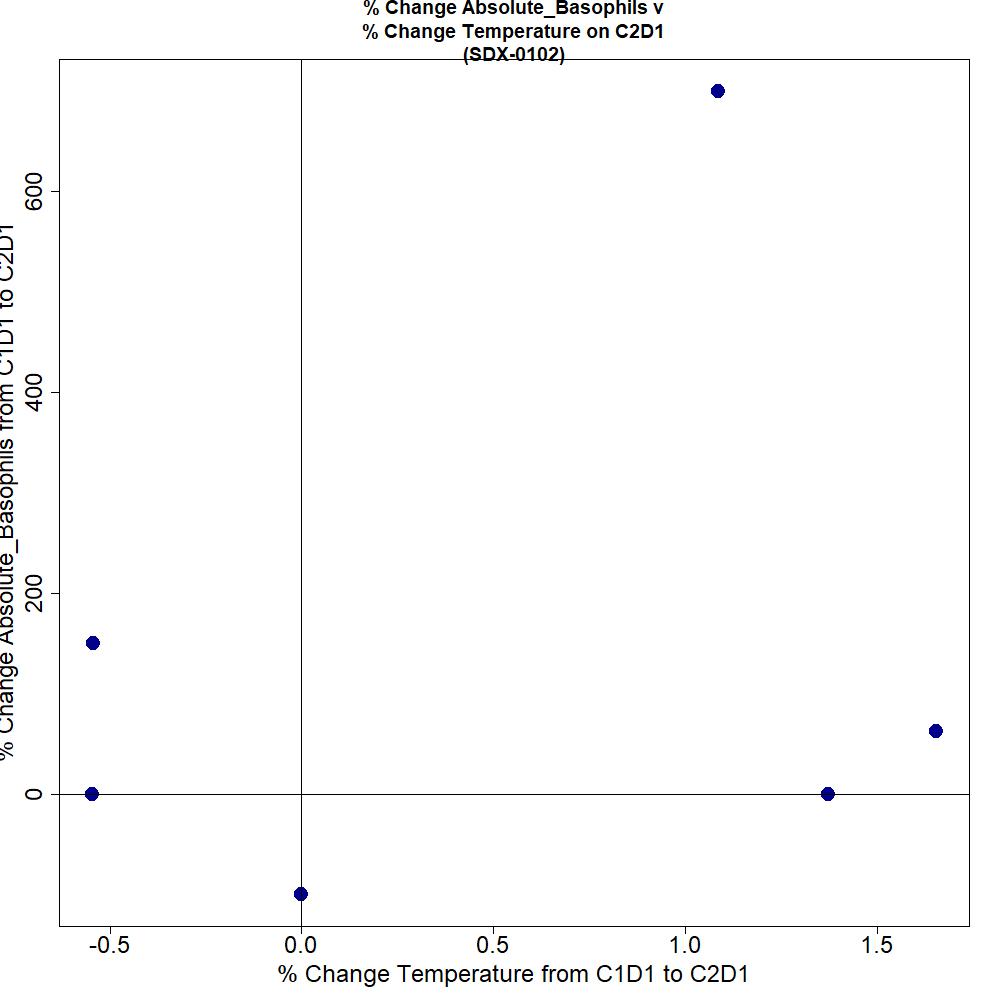 % Change Absolute_Basophils v
% Change Temperature on C2D1
(SDX-0102)
% Change Absolute_Basophils from C1D1 to C2D1
600
400
200
0
-0.5
0.0
0.5
1.0
1.5
% Change Temperature from C1D1 to C2D1